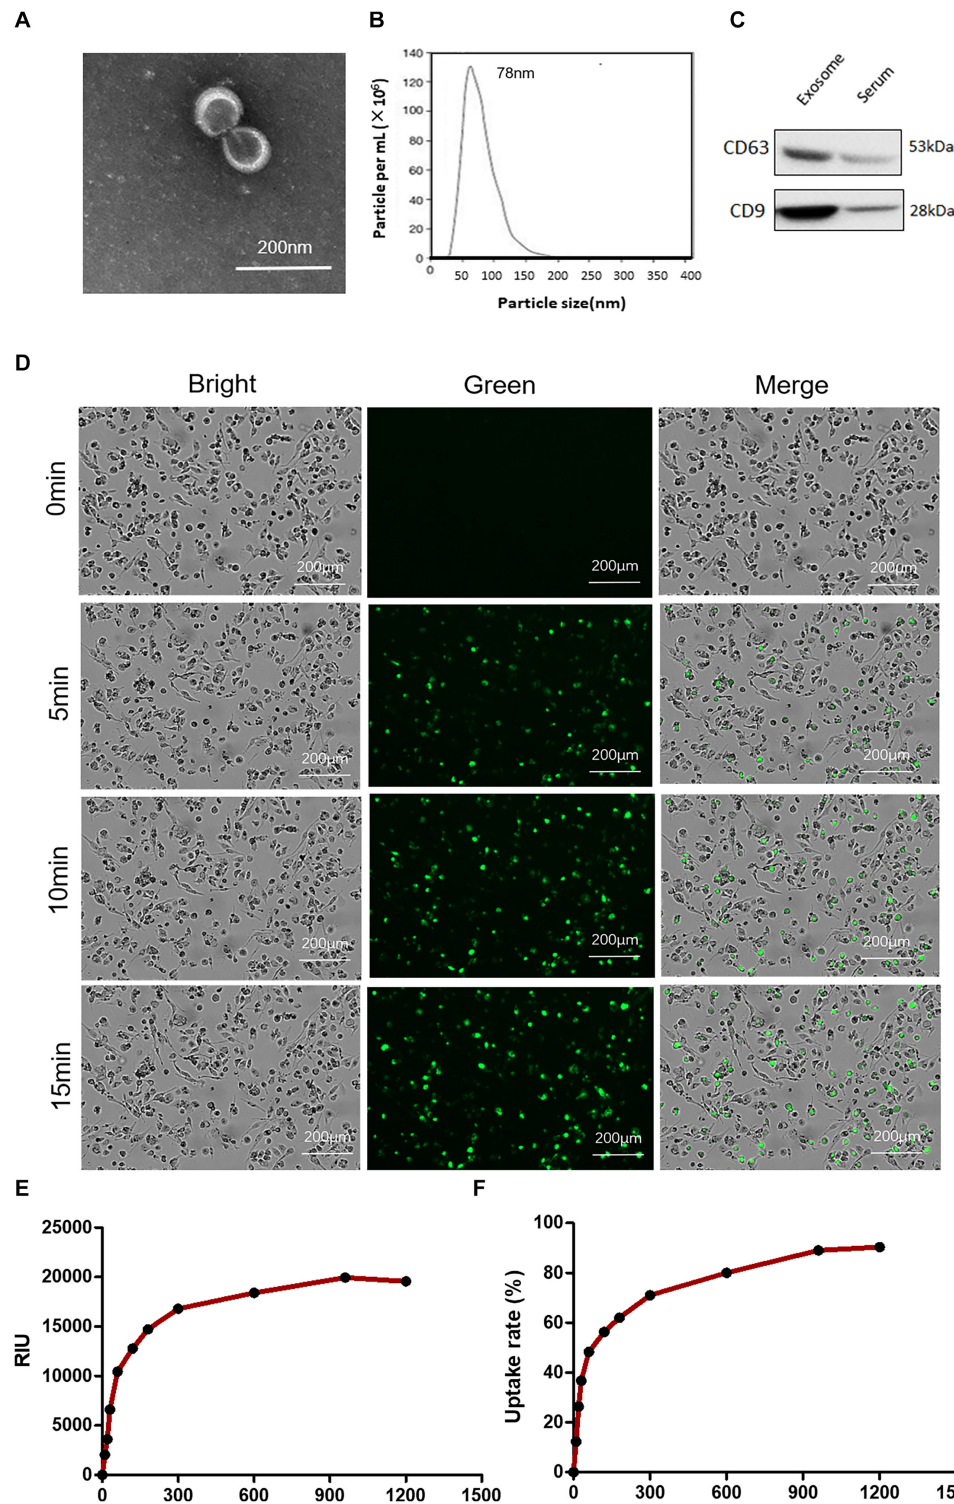 A
200nm
B
78nm
Particle per mL (×10⁶)
140
120
100
80
60
40
20
0
0 50 100 150 200 250 300 350 400
Particle size(nm)
C
Exosome Serum
CD63 53kDa
CD9 28kDa
D
Bright Green Merge
0min
200μm 200μm 200μm
5min
200μm 200μm 200μm
10min
200μm 200μm 200μm
15min
200μm 200μm 200μm
E
RIU
25000
20000
15000
10000
5000
0
0 300 600 900 1200 1500
F
Uptake rate (%)
100
80
60
40
20
0
0 300 600 900 1200